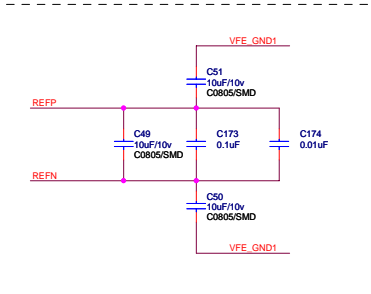 VFE_GND1
C51
10uF/10v
C0805/SMD
REFP
C49
10uF/10v
C0805/SMD
C173
0.1uF
C174
0.01uF
REFN
C50
10uF/10v
C0805/SMD
VFE_GND1